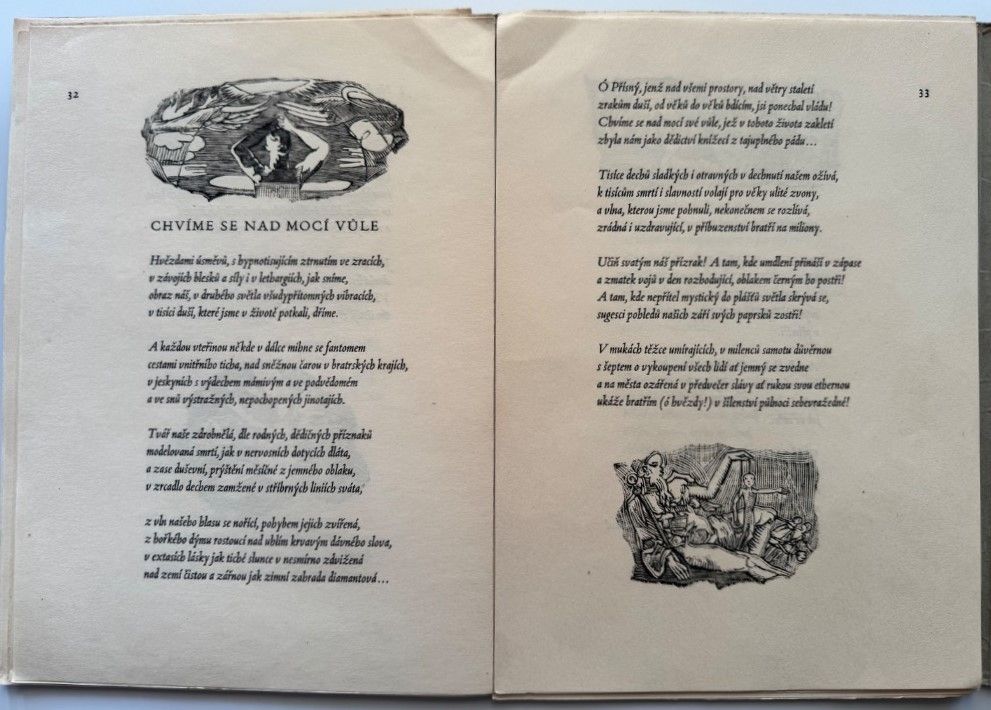 32
CHVÍME SE NAD MOCÍ VŮLE
Hvězdami úsměvů, s hypnotisujícím ztrnutím ve zracích,
v závojích blesků a síly i v lethargiích, jak sníme,
obraz náš, v druhého světla všudypřítomných vibracích,
v tisíci duší, které jsme v životě potkali, dříme.
A každou vteřinou někde v dálce mihne se fantomem
cestami vnitřního ticha, nad sněžnou čarou v bratrských krajích,
v jeskyních s výdechem mámivým a ve podvědomém
a ve snů výstražných, nepochopených jinotajích.
Tvář naše zdrobnělá, dle rodných, dědičných příznaků
modelovaná smrtí, jak v nervosních dotycích dláta,
a zase duševní, prýštění měsíčné z jemného oblaku,
v zrcadlo dechem zamžené v stříbrných liniích sváta,
z vln našeho hlasu se nořící, pohybem jejich zvířená,
z hořkého dýmu rostoucí nad uhlím krvavým dávného slova,
v extasích lásky jak tiché slunce v nesmírno zdvižená
nad zemí čistou a zářnou jak zimní zahrada diamantová...
33
Ó Přísný, jenž nad všemi prostory, nad větry staletí
zrakům duší, od věků do věků bdícím, jsi ponechal vládu!
Chvíme se nad mocí své vůle, jež v tohoto života zakletí
zbyla nám jako dědictví knížecí z tajuplného pádu...
Tisíce dechů sladkých i otravných v dechnutí našem ožívá,
k tisícům smrtí i slavností volají pro věky ulité zvony,
a vlna, kterou jsme pohnuli, nekonečnem se rozlívá,
zrádná i uzdravující, v příbuzenství bratří na miliony.
Učiň svatým náš přízrak! A tam, kde umdlení přináší v zápase
a zmatek vojů v den rozhodující, oblakem černým ho postři!
A tam, kde nepřítel mystický do plášťů světla skrývá se,
sugesci pohledů našich září svých paprsků zostři!
V mukách těžce umírajících, v milenců samotu důvěrnou
s šeptem o vykoupení všech lidí ať jemný se zvedne
a na města ozářená v předvečer slávy ať rukou svou ethernou
ukáže bratřím (ó hvězdy!) v šílenství půlnoci sebevražedné!